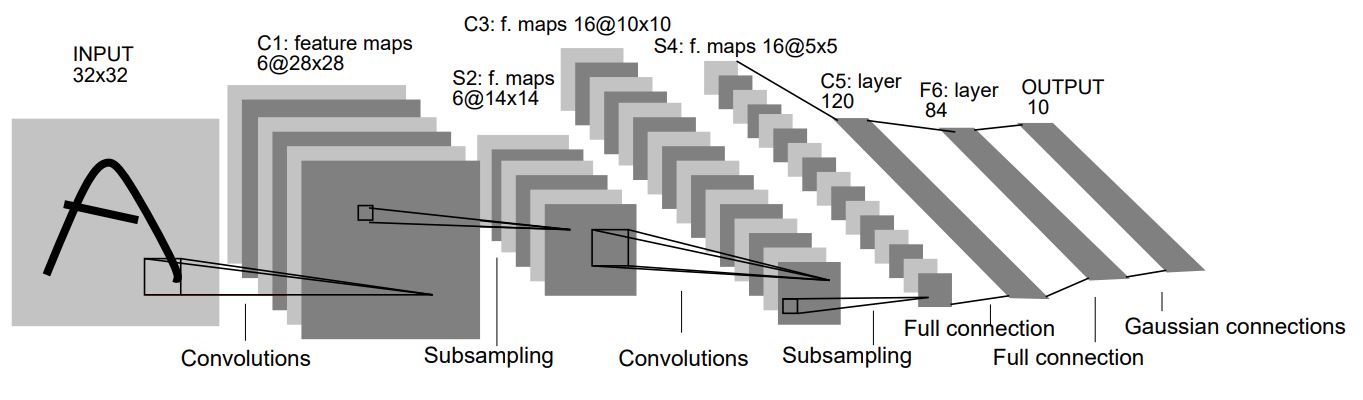 INPUT
32x32
C1: feature maps
6@28x28
S2: f. maps
6@14x14
C3: f. maps 16@10x10
S4: f. maps 16@5x5
C5: layer
120
F6: layer
84
OUTPUT
10
Convolutions
Subsampling
Convolutions
Subsampling
Full connection
Full connection
Gaussian connections